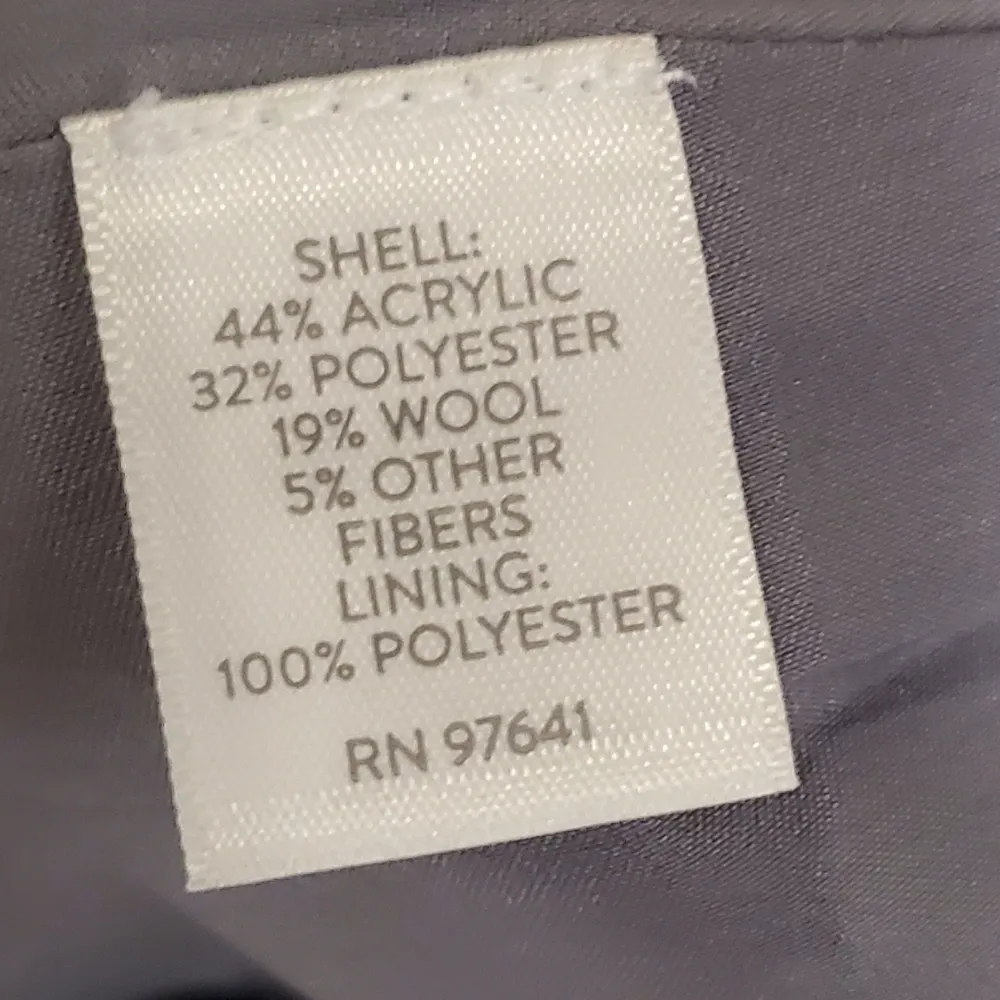 SHELL:
44% ACRYLIC
32% POLYESTER
19% WOOL
5% OTHER
FIBERS
LINING:
100% POLYESTER
RN 97641